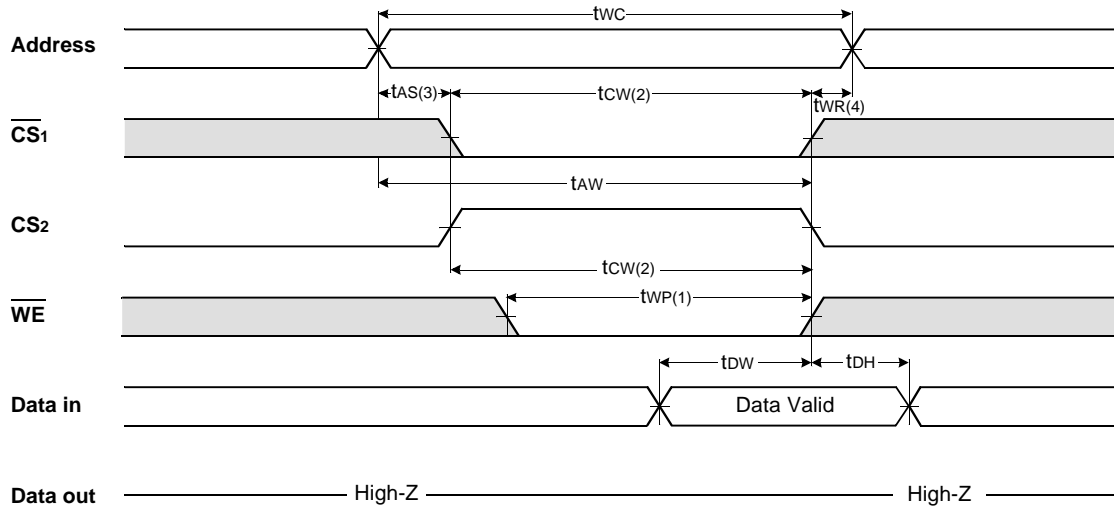 tWC
Address
tAS(3) tCW(2) tWR(4)
CS1
tAW
CS2
tCW(2)
tWP(1)
WE
tDW tDH
Data in Data Valid
Data out High-Z High-Z